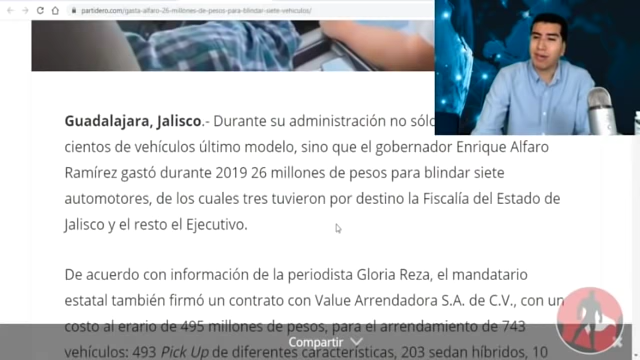 partidero.com/gasta-alfaro-26-millones-de-pesos-para-blindar-siete-vehiculos/
Guadalajara, Jalisco.- Durante su administración no sólo
cientos de vehículos último modelo, sino que el gobernador Enrique Alfaro
Ramírez gastó durante 2019 26 millones de pesos para blindar siete
automotores, de los cuales tres tuvieron por destino la Fiscalía del Estado de
Jalisco y el resto el Ejecutivo.
De acuerdo con información de la periodista Gloria Reza, el mandatario
estatal también firmó un contrato con Value Arrendadora S.A. de C.V., con un
costo al erario de 495 millones de pesos, para el arrendamiento de 743
Compartir
vehículos: 493 Pick Up de diferentes características, 203 sedan híbridos, 10